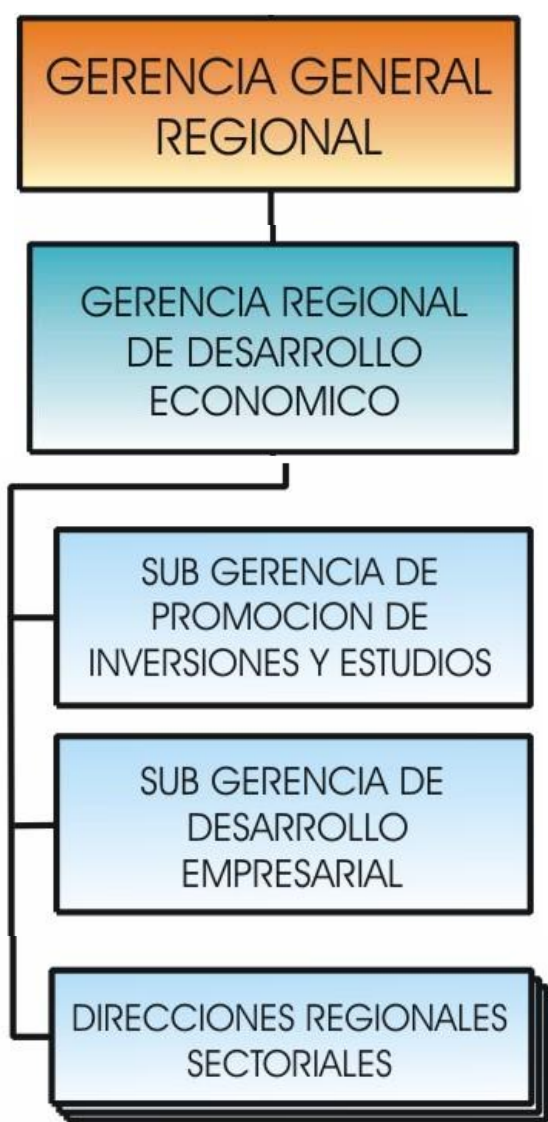 GERENCIA GENERAL
REGIONAL
GERENCIA REGIONAL
DE DESARROLLO
ECONOMICO
SUB GERENCIA DE
PROMOCION DE
INVERSIONES Y ESTUDIOS
SUB GERENCIA DE
DESARROLLO
EMPRESARIAL
DIRECCIONES REGIONALES
SECTORIALES